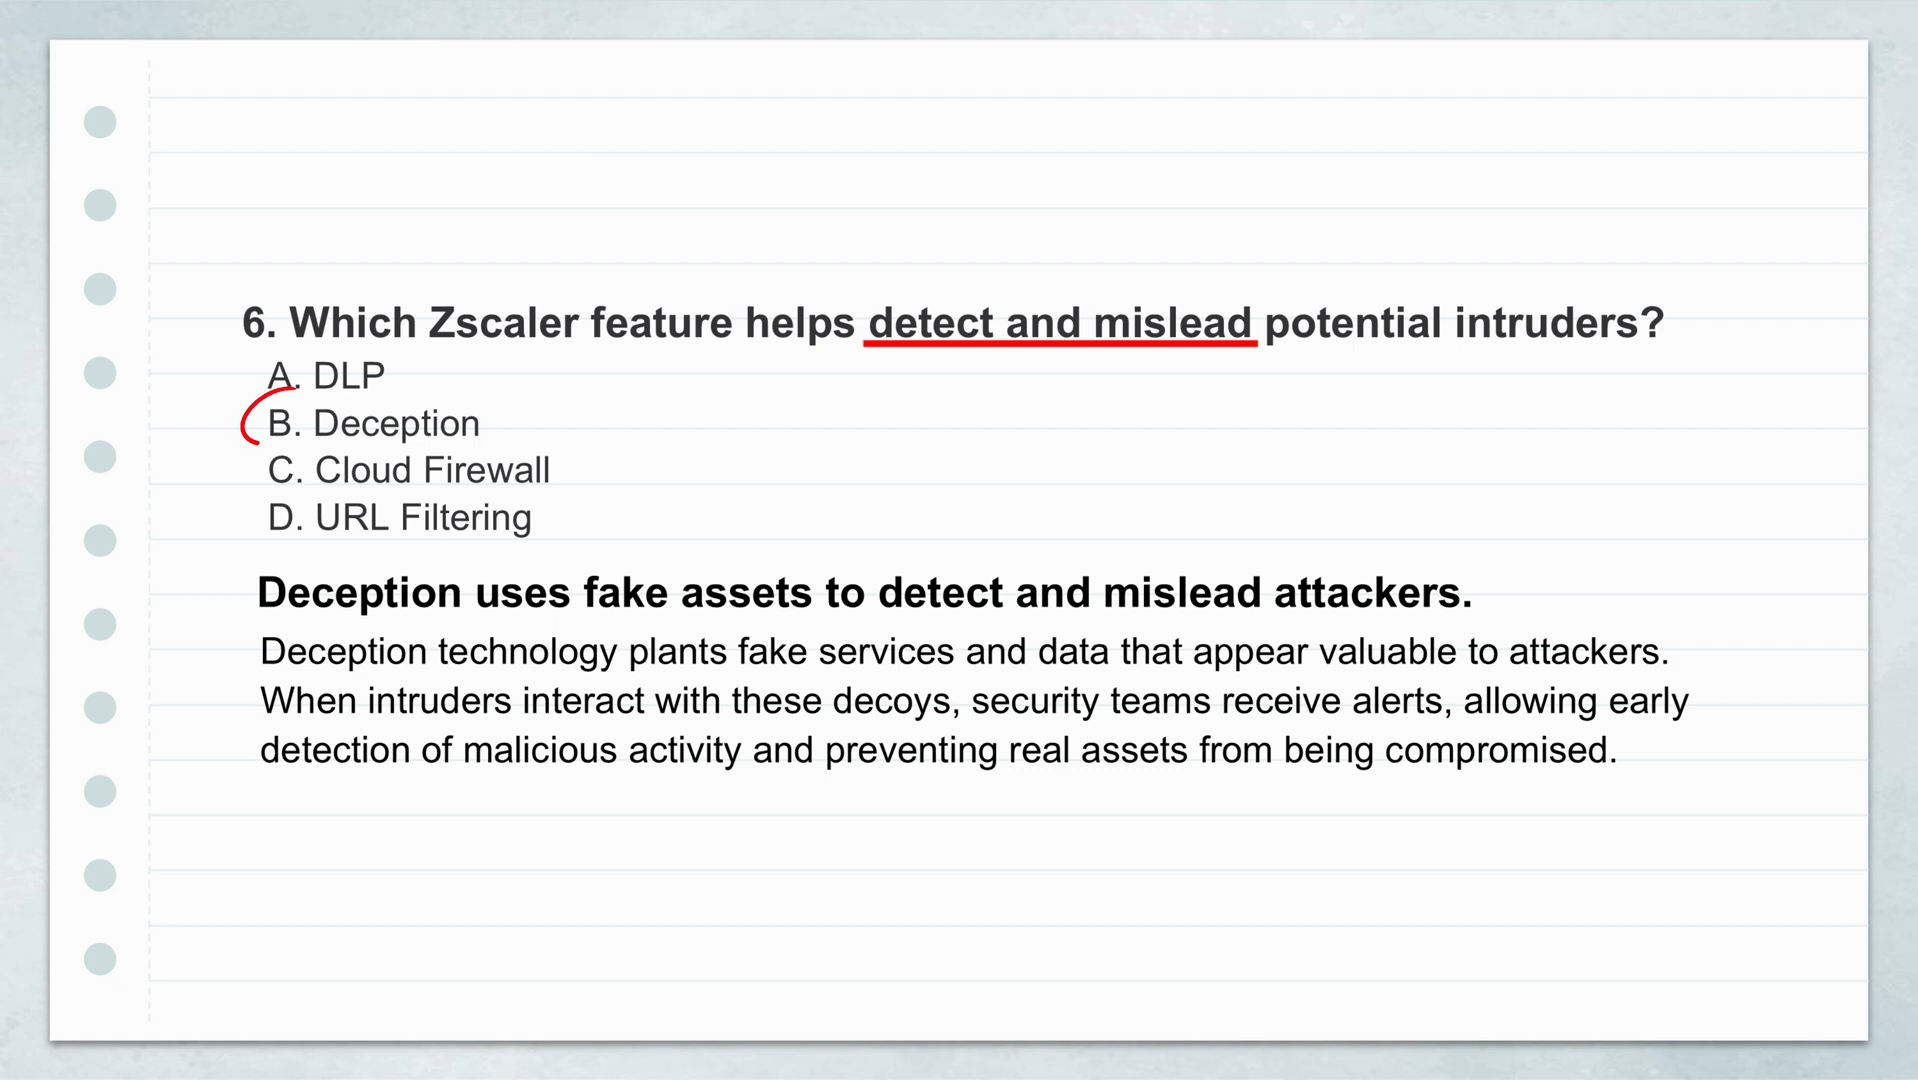 6. Which Zscaler feature helps detect and mislead potential intruders?
A. DLP
B. Deception
C. Cloud Firewall
D. URL Filtering
Deception uses fake assets to detect and mislead attackers.
Deception technology plants fake services and data that appear valuable to attackers.
When intruders interact with these decoys, security teams receive alerts, allowing early
detection of malicious activity and preventing real assets from being compromised.